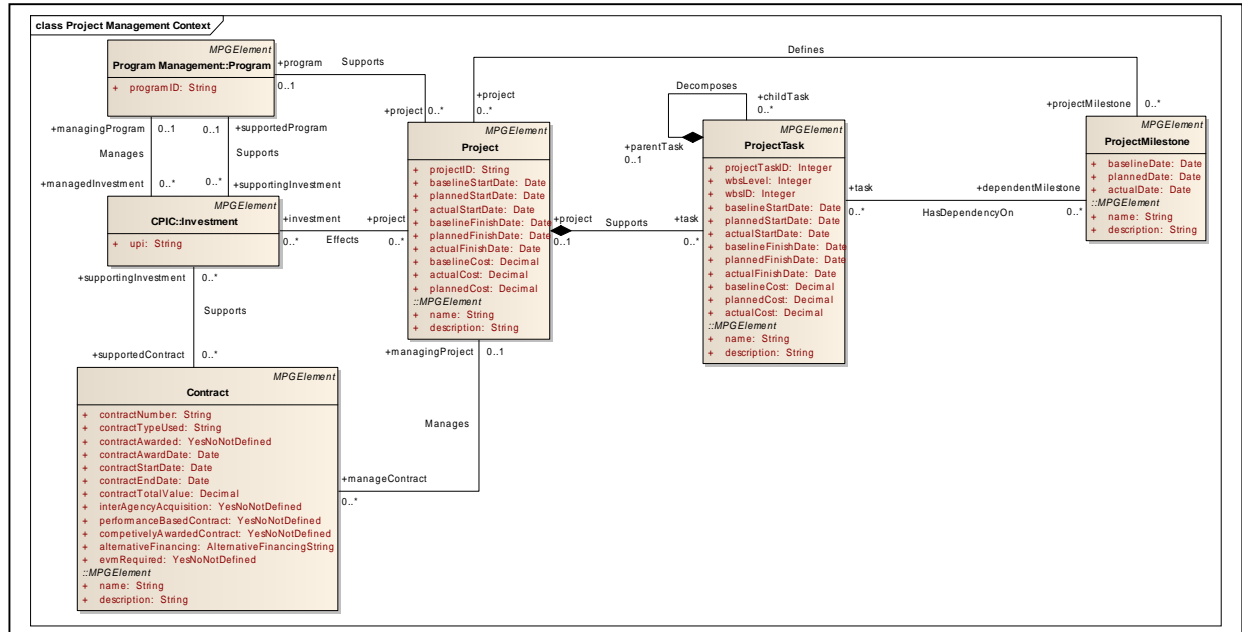 class Project Management Context
MPGElement
Program Management::Program
+ programID: String
+program
0..1
Supports
+project
0..*
+managingProgram
0..1
Manages
+managedInvestment
0..*
0..1
+supportedProgram
Supports
0..*
+supportingInvestment
MPGElement
CPIC::Investment
+ upi: String
+investment
0..*
Effects
+project
0..*
+supportingInvestment
0..*
Supports
+supportedContract
0..*
MPGElement
Contract
+ contractNumber: String
+ contractTypeUsed: String
+ contractAwarded: YesNoNotDefined
+ contractAwardDate: Date
+ contractStartDate: Date
+ contractEndDate: Date
+ contractTotalValue: Decimal
+ interAgencyAcquisition: YesNoNotDefined
+ performanceBasedContract: YesNoNotDefined
+ competivelyAwardedContract: YesNoNotDefined
+ alternativeFinancing: AlternativeFinancingString
+ evmRequired: YesNoNotDefined
::MPGElement
+ name: String
+ description: String
MPGElement
Project
+ projectID: String
+ baselineStartDate: Date
+ plannedStartDate: Date
+ actualStartDate: Date
+ baselineFinishDate: Date
+ plannedFinishDate: Date
+ actualFinishDate: Date
+ baselineCost: Decimal
+ actualCost: Decimal
+ plannedCost: Decimal
::MPGElement
+ name: String
+ description: String
+managingProject
0..1
Manages
+manageContract
0..*
+project
0..1
Supports
+task
0..*
+project
0..*
Defines
+projectMilestone
0..*
Decomposes
+childTask
0..*
+parentTask
0..1
MPGElement
ProjectTask
+ projectTaskID: Integer
+ wbsLevel: Integer
+ wbsID: Integer
+ baselineStartDate: Date
+ plannedStartDate: Date
+ actualStartDate: Date
+ baselineFinishDate: Date
+ plannedFinishDate: Date
+ actualFinishDate: Date
+ baselineCost: Decimal
+ plannedCost: Decimal
+ actualCost: Decimal
::MPGElement
+ name: String
+ description: String
+task
0..*
HasDependencyOn
+dependentMilestone
0..*
MPGElement
ProjectMilestone
+ baselineDate: Date
+ plannedDate: Date
+ actualDate: Date
::MPGElement
+ name: String
+ description: String